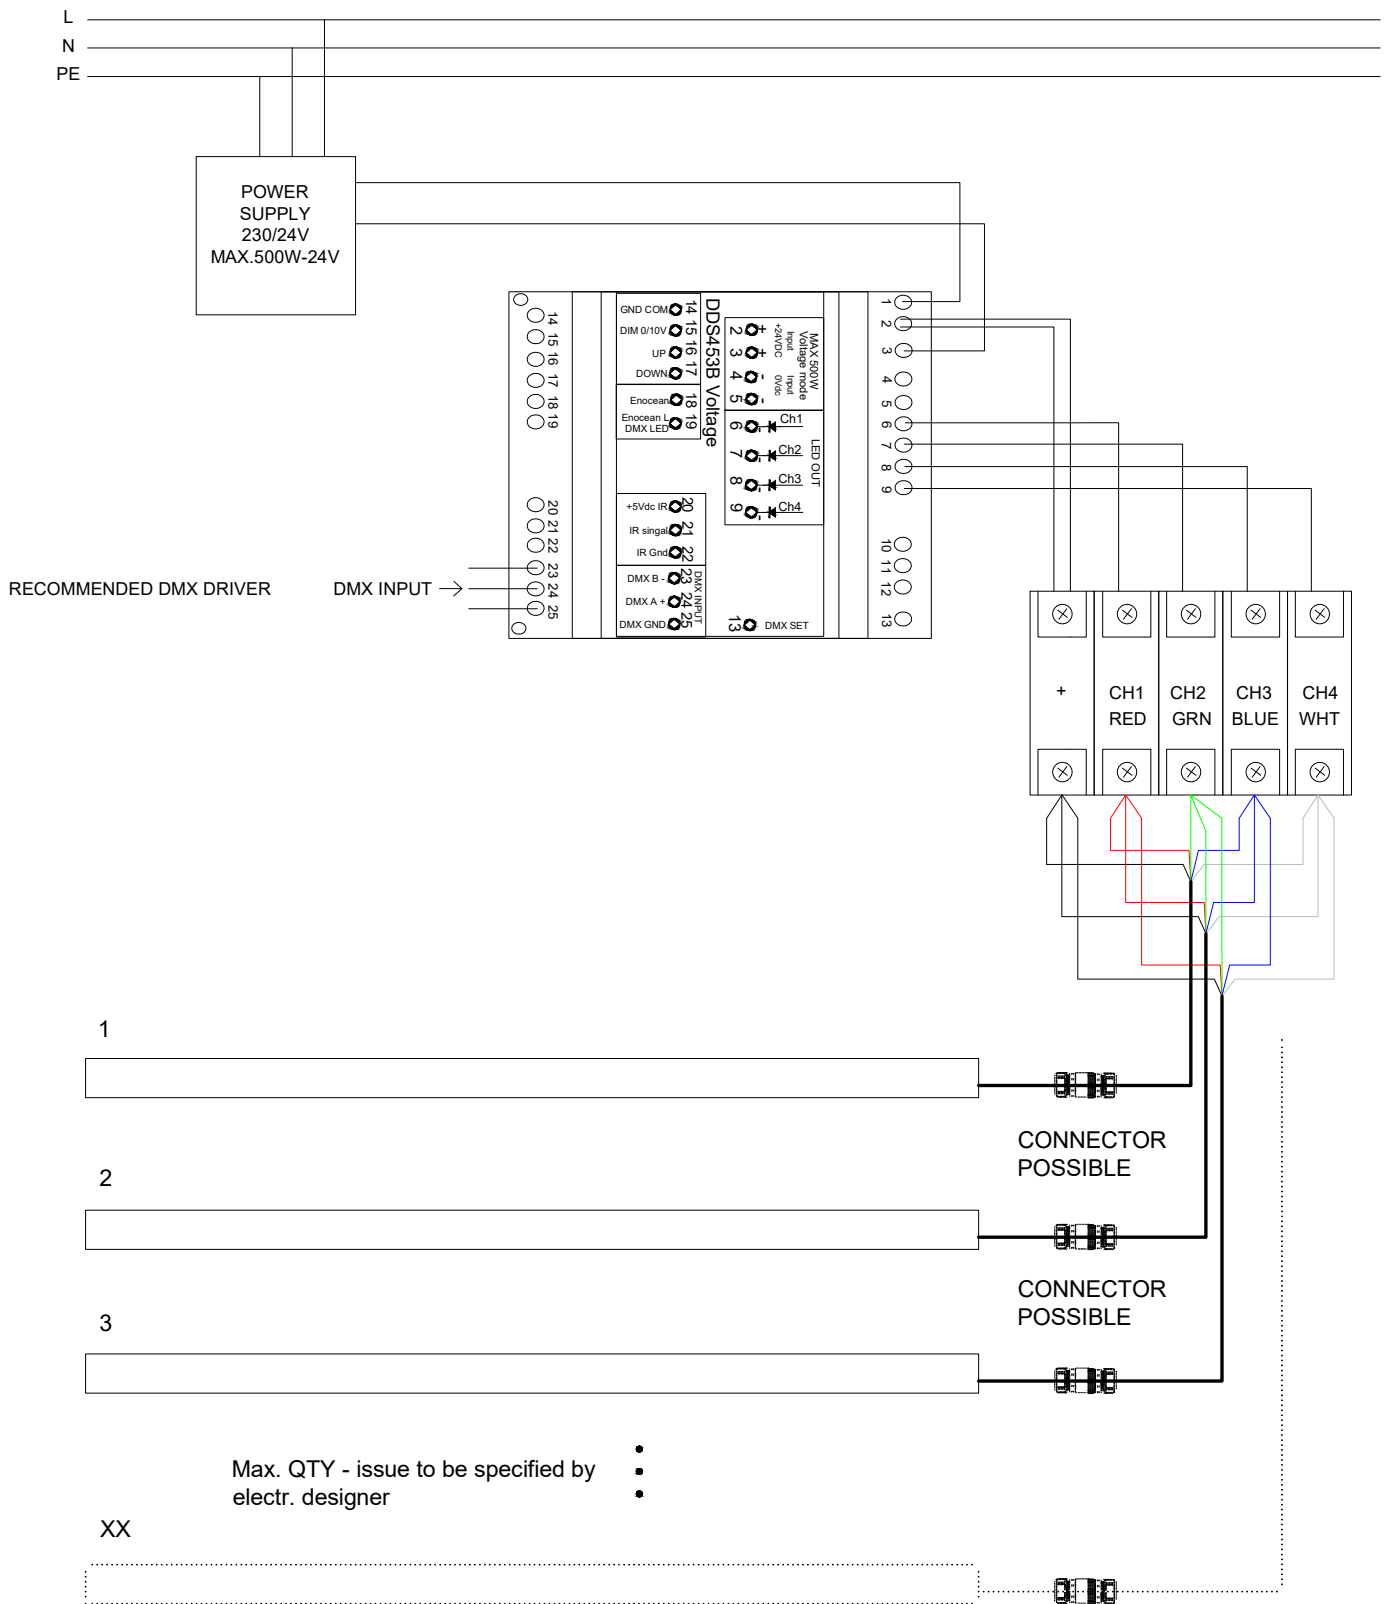 L
N
PE
POWER
SUPPLY
230/24V
MAX.500W-24V
14
15
16
17
18
19
20
21
22
23
24
25
GND COM
14
DIM 0/10V
15
UP
16
DOWN
17
Enocean
18
Enocean L
DMX LED
19
+5Vdc IR
20
IR singal
21
IR Gnd
22
DMX B -
23
DMX A +
24
DMX GND
25
DMX INPUT
DDS453B Voltage
2 +
3 +
4 -
5 -
+24VDC
Input
0Vdc
Input
Voltage mode
MAX 500W
6 - Ch1
7 - Ch2
8 - Ch3
9 - Ch4
LED OUT
13 DMX SET
1
2
3
4
5
6
7
8
9
10
11
12
13
RECOMMENDED DMX DRIVER
DMX INPUT
+
CH1
RED
CH2
GRN
CH3
BLUE
CH4
WHT
1
CONNECTOR
POSSIBLE
2
CONNECTOR
POSSIBLE
3
Max. QTY - issue to be specified by
electr. designer
XX